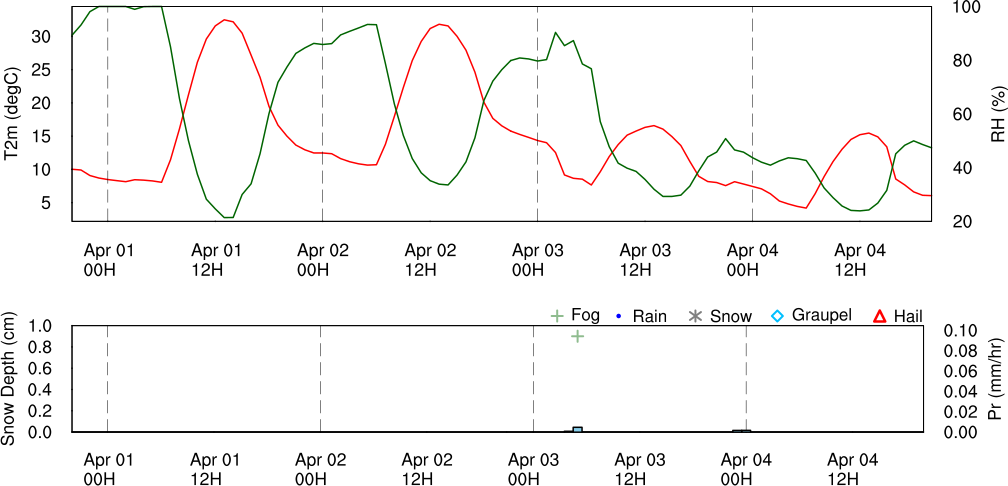 T2m (degC)
30
25
20
15
10
5
100
80
60
40
20
RH (%)
Apr 01 Apr 01 Apr 02 Apr 02 Apr 03 Apr 03 Apr 04 Apr 04
00H 12H 00H 12H 00H 12H 00H 12H
Fog Rain Snow Graupel Hail
Snow Depth (cm)
1.0
0.8
0.6
0.4
0.2
0.0
0.10
0.08
0.06
0.04
0.02
0.00
Pr (mm/hr)
Apr 01 Apr 01 Apr 02 Apr 02 Apr 03 Apr 03 Apr 04 Apr 04
00H 12H 00H 12H 00H 12H 00H 12H